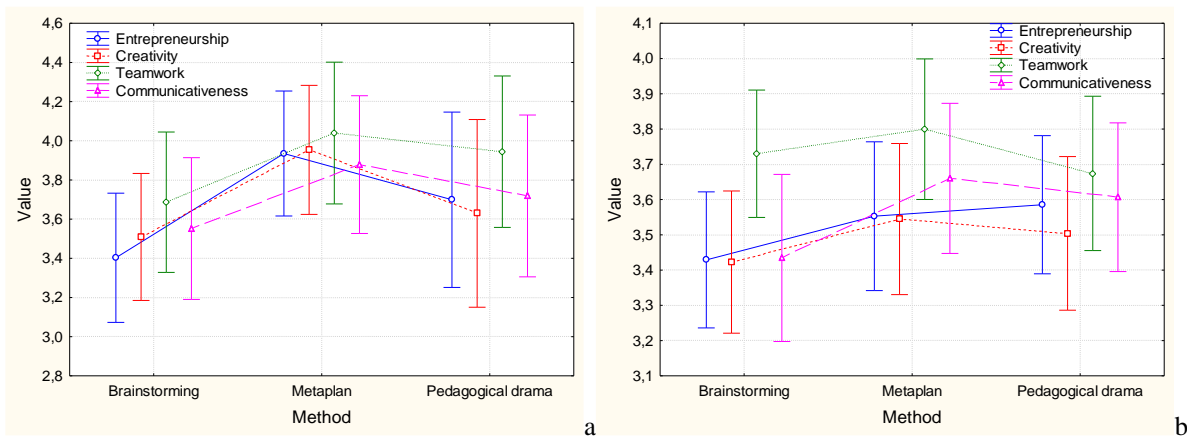 4,6
4,4
4,2
4,0
3,8
3,6
3,4
3,2
3,0
2,8
Value
Entrepreneurship
Creativity
Teamwork
Communicativeness
Brainstorming Metaplan Pedagogical drama
Method
a
4,1
4,0
3,9
3,8
3,7
3,6
3,5
3,4
3,3
3,2
3,1
Value
Entrepreneurship
Creativity
Teamwork
Communicativeness
Brainstorming Metaplan Pedagogical drama
Method
b